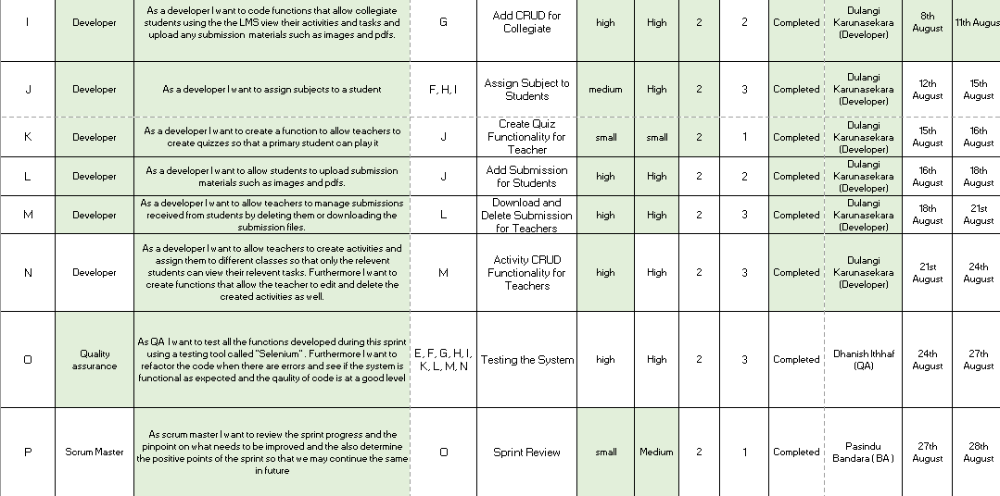 I
Developer
As a developer I want to code functions that allow collegiate
students using the the LMS view their activities and tasks and
upload any submission materials such as images and pdfs.
G
Add CRUD for
Collegiate
high
High
2
2
Completed
Dulangi
Karunasekara
(Developer)
8th
August
11th Augus
J
Developer
As a developer I want to assign subjects to a student
F, H, I
Assign Subject to
Students
medium
High
2
3
Completed
Dulangi
Karunasekara
(Developer)
12th
August
15th
August
K
Developer
As a developer I want to create a function to allow teachers to
create quizzes so that a primary student can play it
J
Create Quiz
Functionality for
Teacher
small
small
2
1
Completed
Dulangi
Karunasekara
(Developer)
15th
August
16th
August
L
Developer
As a developer I want to allow students to upload submission
materials such as images and pdfs.
J
Add Submission
for Students
high
High
2
2
Completed
Dulangi
Karunasekara
(Developer)
16th
August
18th
August
M
Developer
As a developer I want to allow teachers to manage submissions
received from students by deleting them or downloading the
submission files.
L
Download and
Delete Submission
for Teachers
high
High
2
3
Completed
Dulangi
Karunasekara
(Developer)
18th
August
21st
August
N
Developer
As a developer I want to allow teachers to create activities and
assign them to different classes so that only the relevent
students can view their relevent tasks. Furthermore I want to
create functions that allow the teacher to edit and delete the
created activities as well.
M
Activity CRUD
Functionality for
Teachers
high
High
2
3
Completed
Dulangi
Karunasekara
(Developer)
21st
August
24th
August
O
Quality
assurance
As QA I want to test all the functions developed during this sprint
using a testing tool called "Selenium" . Furthermore I want to
refactor the code when there are errors and see if the system is
functional as expected and the qaulity of code is at a good level
E, F, G, H, I,
K, L, M, N
Testing the System
high
High
2
3
Completed
Dhanish Ithhaf
(QA)
24th
August
27th
August
P
Scrum Master
As scrum master I want to review the sprint progress and the
pinpoint on what needs to be improved and the also determine
the positive points of the sprint so that we may continue the same
in future
O
Sprint Review
small
Medium
2
1
Completed
Pasindu
Bandara ( BA )
27th
August
28th
August